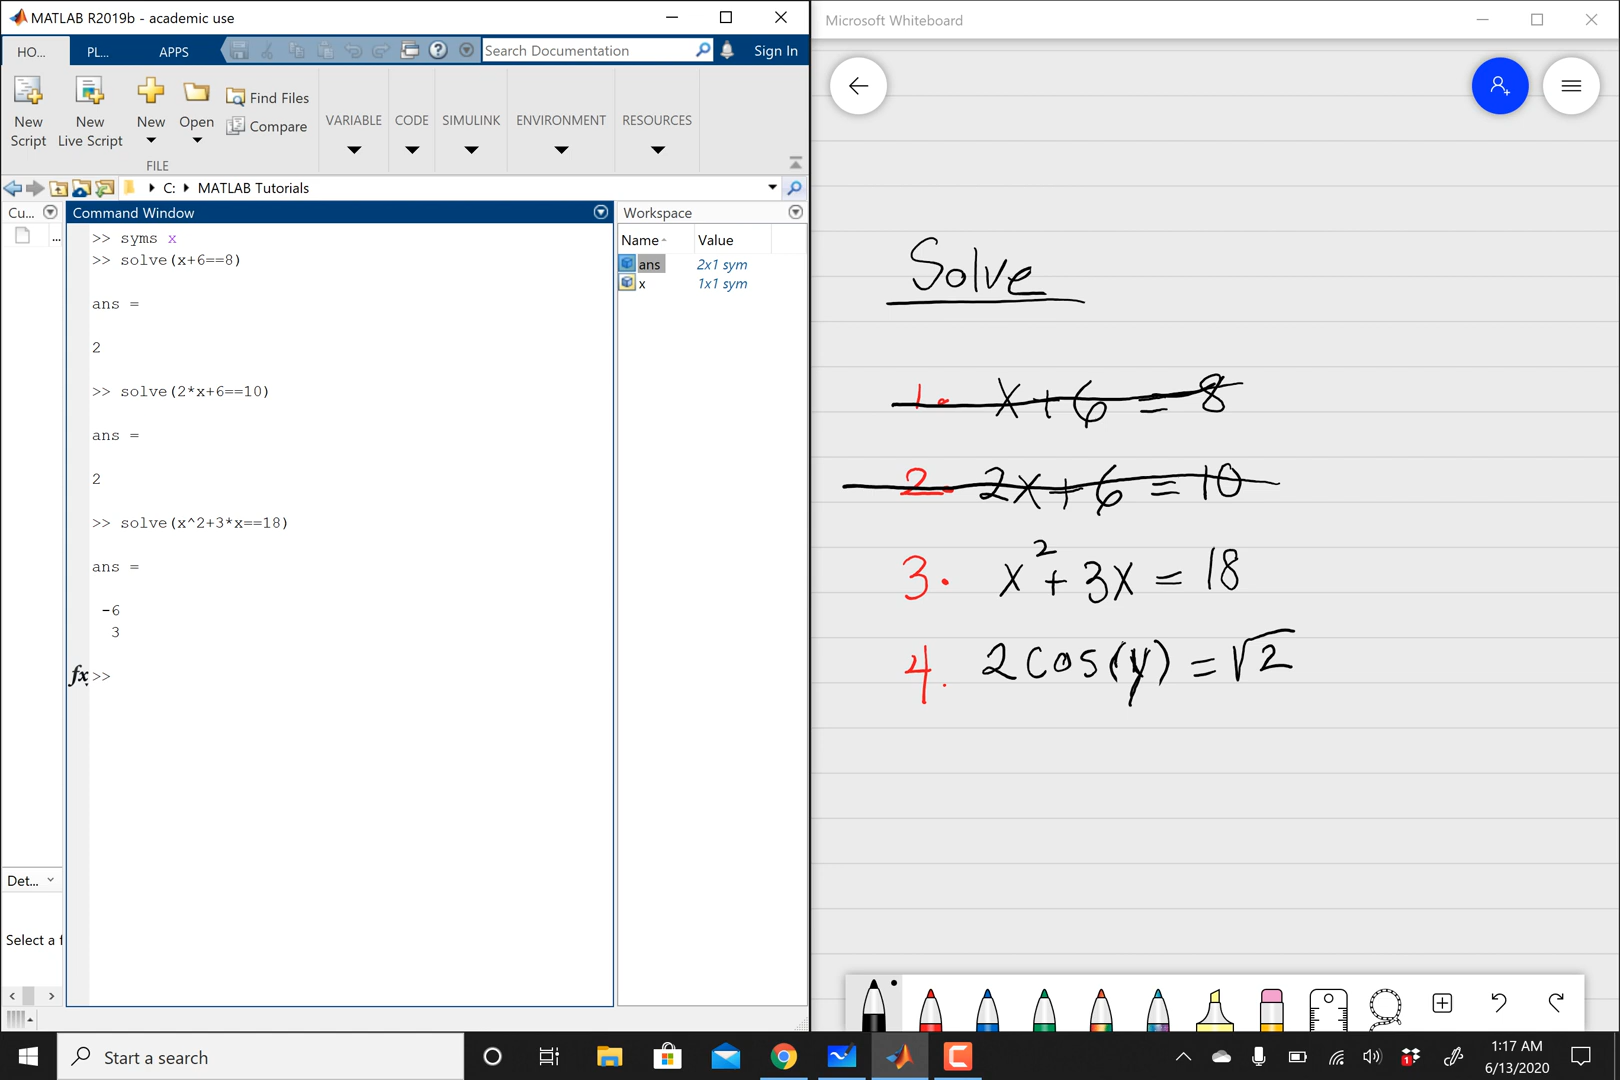 MATLAB R2019b - academic use
HO... PL... APPS
Search Documentation
Sign In
New Script
New Live Script
New
Open
Find Files
Compare
FILE
VARIABLE
CODE
SIMULINK
ENVIRONMENT
RESOURCES
C: MATLAB Tutorials
Cu...
...
Command Window
>> syms x
>> solve(x+6==8)
ans =
2
>> solve(2*x+6==10)
ans =
2
>> solve(x^2+3*x==18)
ans =
-6
3
fx >>
Workspace
Name Value
ans 2x1 sym
x 1x1 sym
Det...
Select a f
Microsoft Whiteboard
Solve
1. x+6 = 8
2. 2x+6 = 10
3. x² + 3x = 18
4. 2cos(y) = √2
Start a search
1
1:17 AM
6/13/2020